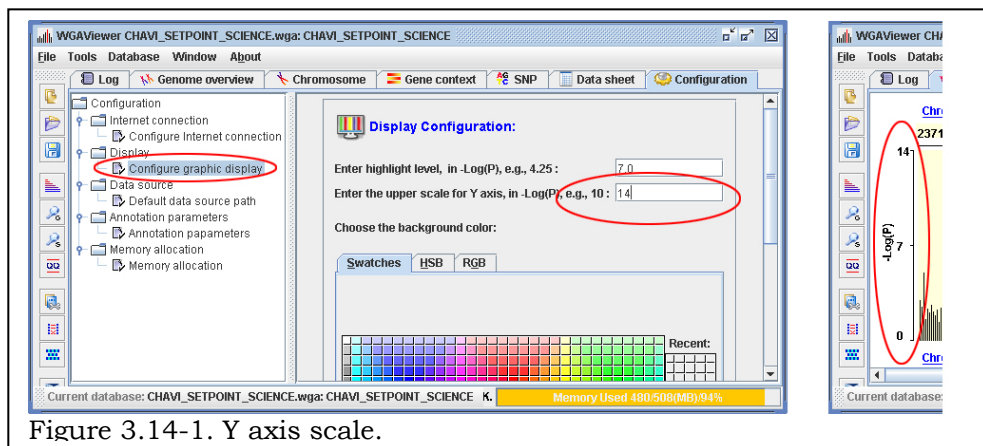 WGAViewer CHAVI_SETPOINT_SCIENCE.wga: CHAVI_SETPOINT_SCIENCE
File Tools Database Window About
Log Genome overview Chromosome Gene context SNP Data sheet Configuration
Configuration
Internet connection
Configure Internet connection
Display
Configure graphic display
Data source
Default data source path
Annotation parameters
Annotation papameters
Memory allocation
Memory allocation
QQ
Display Configuration:
Enter highlight level, in -Log(P), e.g., 4.25 : 7.0
Enter the upper scale for Y axis, in -Log(P), e.g., 10 : 14
Choose the background color:
Swatches HSB RGB
Recent:
Current database: CHAVI_SETPOINT_SCIENCE.wga: CHAVI_SETPOINT_SCIENCE K. Memory Used 480/508(MB)/94%
WGAViewer CHA
File Tools Databa
Log
Chr
2371
14
-Log(P)
7
0
QQ
Chr
Current database:
Figure 3.14-1. Y axis scale.